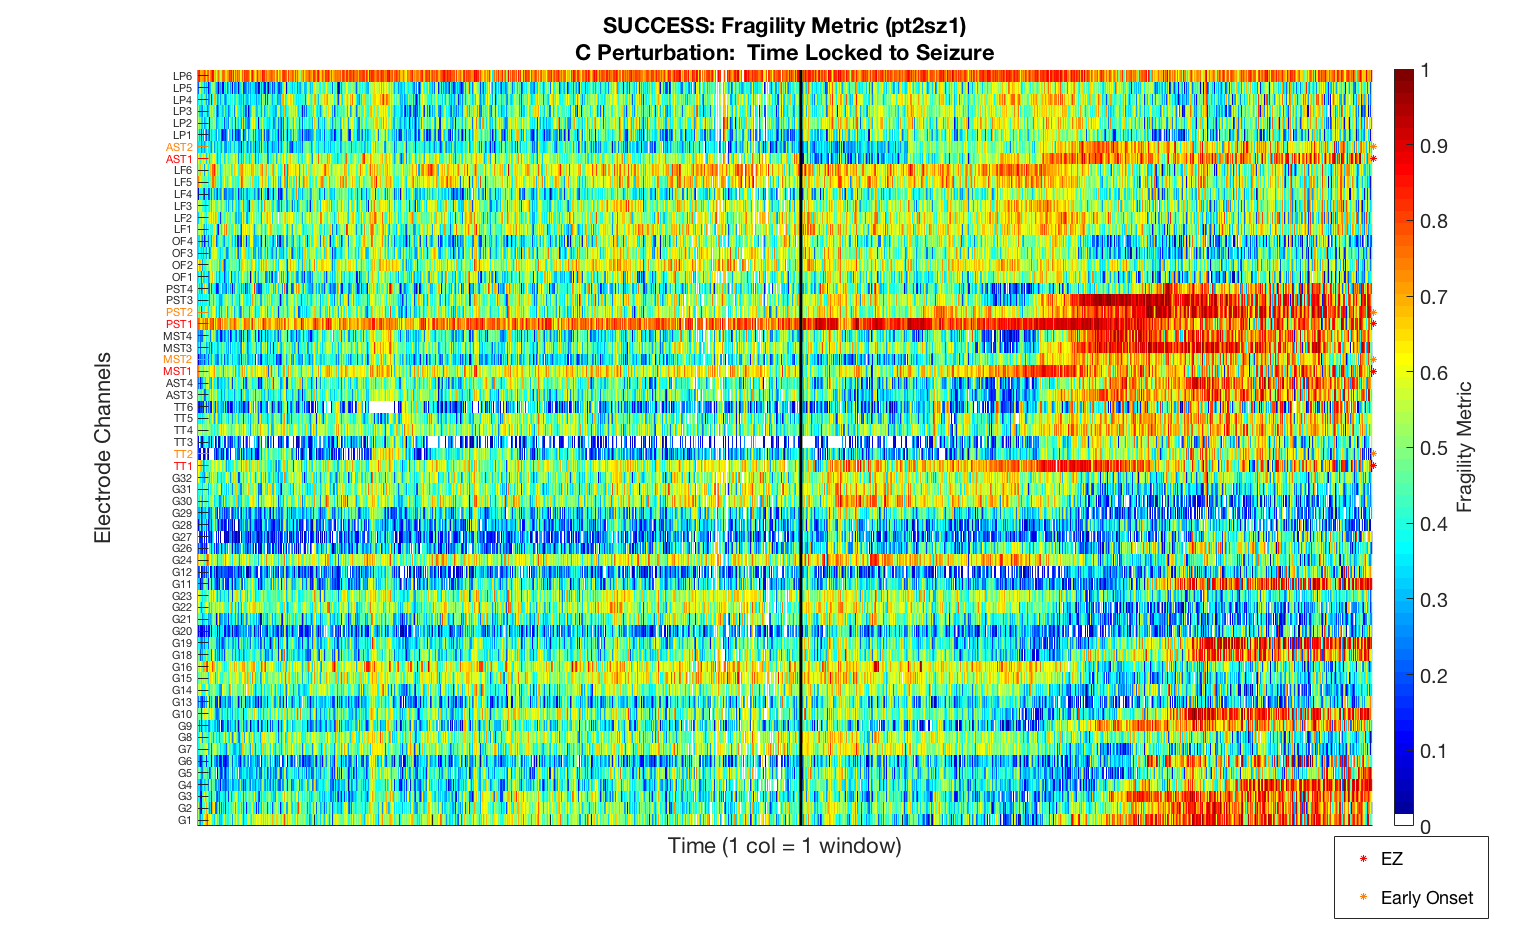 SUCCESS: Fragility Metric (pt2sz1)
C Perturbation:  Time Locked to Seizure
Electrode Channels
LP6
LP5
LP4
LP3
LP2
LP1
AST2
AST1
LF6
LF5
LF4
LF3
LF2
LF1
OF4
OF3
OF2
OF1
PST4
PST3
PST2
PST1
MST4
MST3
MST2
MST1
AST4
AST3
TT6
TT5
TT4
TT3
TT2
TT1
G32
G31
G30
G29
G28
G27
G26
G24
G12
G11
G23
G22
G21
G20
G19
G18
G16
G15
G14
G13
G10
G9
G8
G7
G6
G5
G4
G3
G2
G1
Time (1 col = 1 window)
1
0.9
0.8
0.7
0.6
0.5
0.4
0.3
0.2
0.1
0
Fragility Metric
EZ
Early Onset